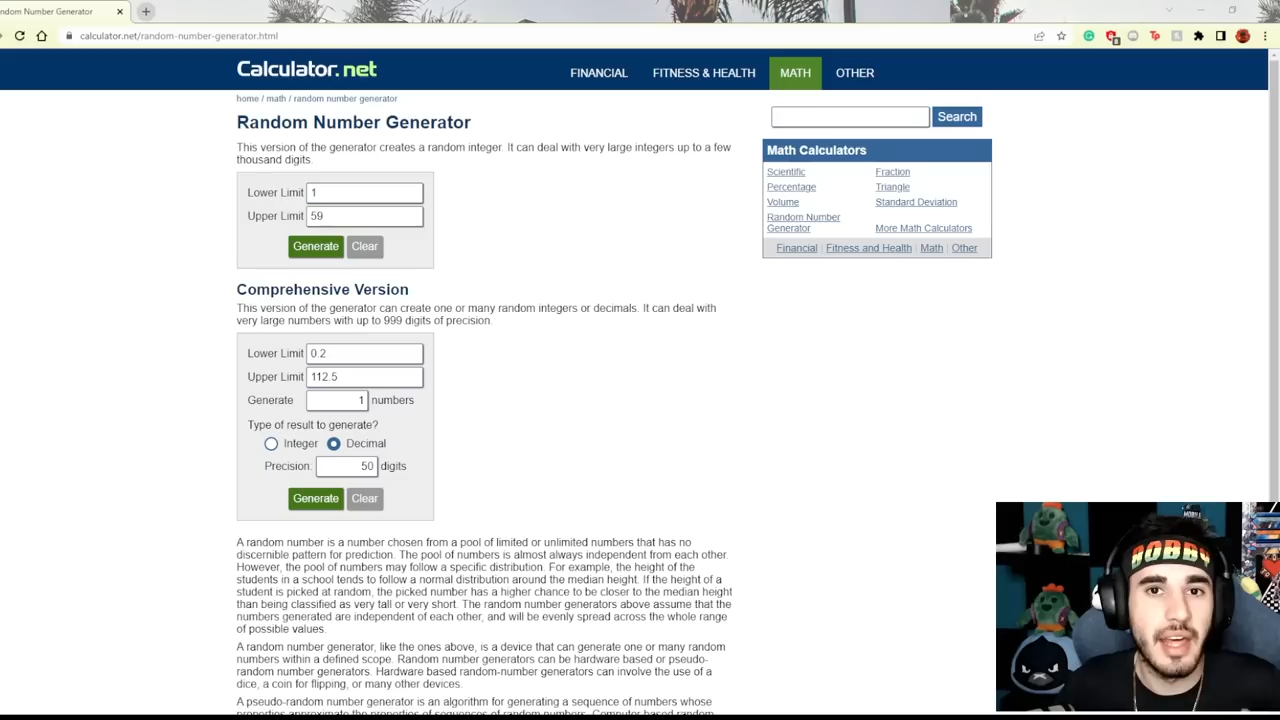 ndom Number Generator
calculator.net/random-number-generator.html
Calculator.net
FINANCIAL
FITNESS & HEALTH
MATH
OTHER
home / math / random number generator
Random Number Generator
This version of the generator creates a random integer. It can deal with very large integers up to a few
thousand digits.
Lower Limit 1
Upper Limit 59
Generate Clear
Search
Math Calculators
Scientific Fraction
Percentage Triangle
Volume Standard Deviation
Random Number
Generator More Math Calculators
Financial | Fitness and Health | Math | Other
Comprehensive Version
This version of the generator can create one or many random integers or decimals. It can deal with
very large numbers with up to 999 digits of precision.
Lower Limit 0.2
Upper Limit 112.5
Generate 1 numbers
Type of result to generate?
Integer Decimal
Precision: 50 digits
Generate Clear
A random number is a number chosen from a pool of limited or unlimited numbers that has no
discernible pattern for prediction. The pool of numbers is almost always independent from each other.
However, the pool of numbers may follow a specific distribution. For example, the height of the
students in a school tends to follow a normal distribution around the median height. If the height of a
student is picked at random, the picked number has a higher chance to be closer to the median height
than being classified as very tall or very short. The random number generators above assume that the
numbers generated are independent of each other, and will be evenly spread across the whole range
of possible values.
A random number generator, like the ones above, is a device that can generate one or many random
numbers within a defined scope. Random number generators can be hardware based or pseudo-
random number generators. Hardware based random-number generators can involve the use of a
dice, a coin for flipping, or many other devices.
A pseudo-random number generator is an algorithm for generating a sequence of numbers whose
properties approximate the properties of sequences of random numbers. Computer based random
BOBBY